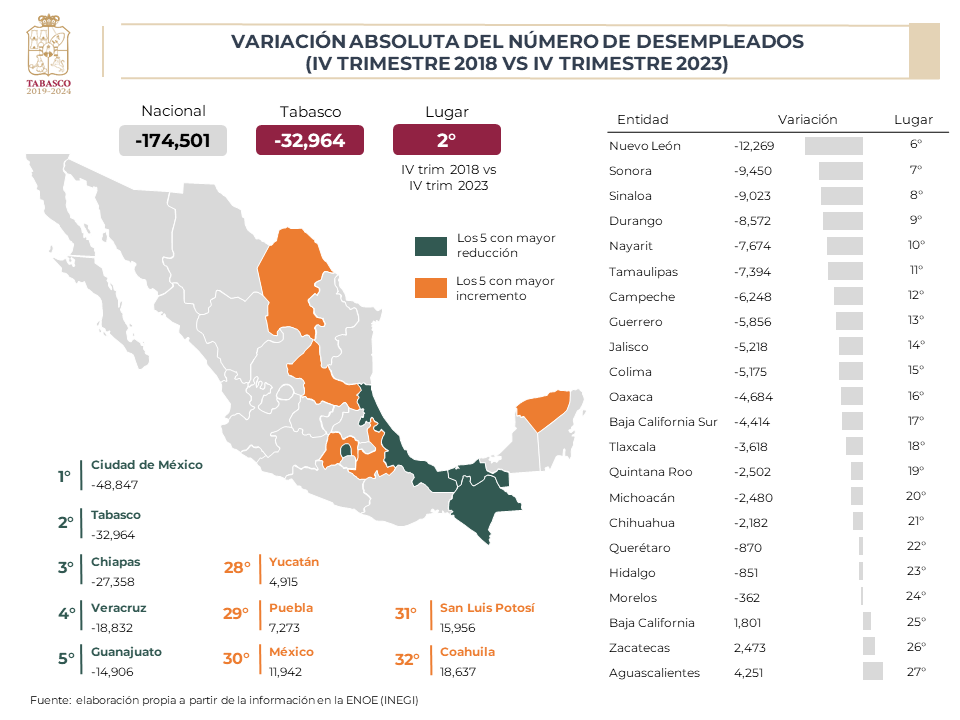 TABASCO
2019-2024
VARIACIÓN ABSOLUTA DEL NÚMERO DE DESEMPLEADOS
(IV TRIMESTRE 2018 VS IV TRIMESTRE 2023)
Nacional
-174,501
Tabasco
-32,964
Lugar
2°
IV trim 2018 vs
IV trim 2023
Los 5 con mayor
reducción
Los 5 con mayor
incremento
1°
Ciudad de México
-48,847
2°
Tabasco
-32,964
3°
Chiapas
-27,358
4°
Veracruz
-18,832
5°
Guanajuato
-14,906
28°
Yucatán
4,915
29°
Puebla
7,273
30°
México
11,942
31°
San Luis Potosí
15,956
32°
Coahuila
18,637
Entidad Variación Lugar
Nuevo León -12,269 6°
Sonora -9,450 7°
Sinaloa -9,023 8°
Durango -8,572 9°
Nayarit -7,674 10°
Tamaulipas -7,394 11°
Campeche -6,248 12°
Guerrero -5,856 13°
Jalisco -5,218 14°
Colima -5,175 15°
Oaxaca -4,684 16°
Baja California Sur -4,414 17°
Tlaxcala -3,618 18°
Quintana Roo -2,502 19°
Michoacán -2,480 20°
Chihuahua -2,182 21°
Querétaro -870 22°
Hidalgo -851 23°
Morelos -362 24°
Baja California 1,801 25°
Zacatecas 2,473 26°
Aguascalientes 4,251 27°
Fuente: elaboración propia a partir de la información en la ENOE (INEGI)